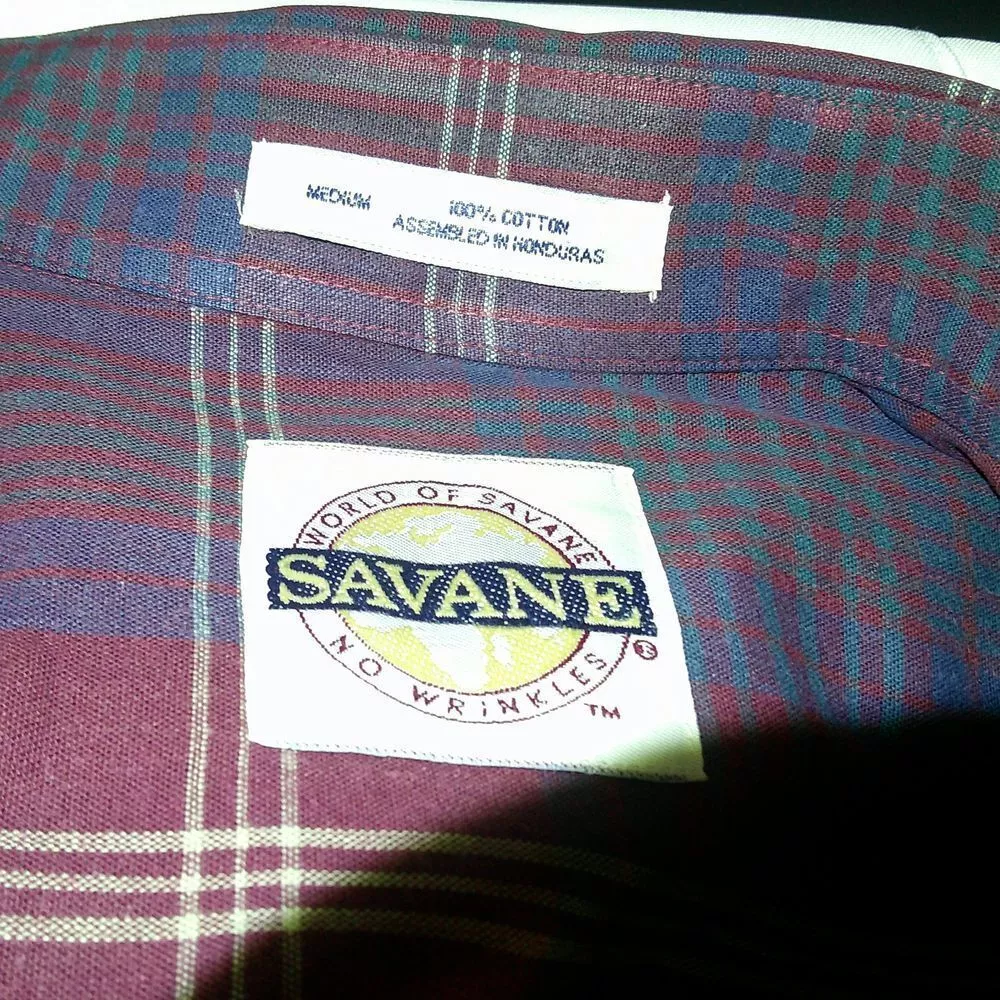 MEDIUM 100% COTTON
ASSEMBLED IN HONDURAS
WORLD OF SAVANE
SAVANE
NO WRiNKLES
®
TM